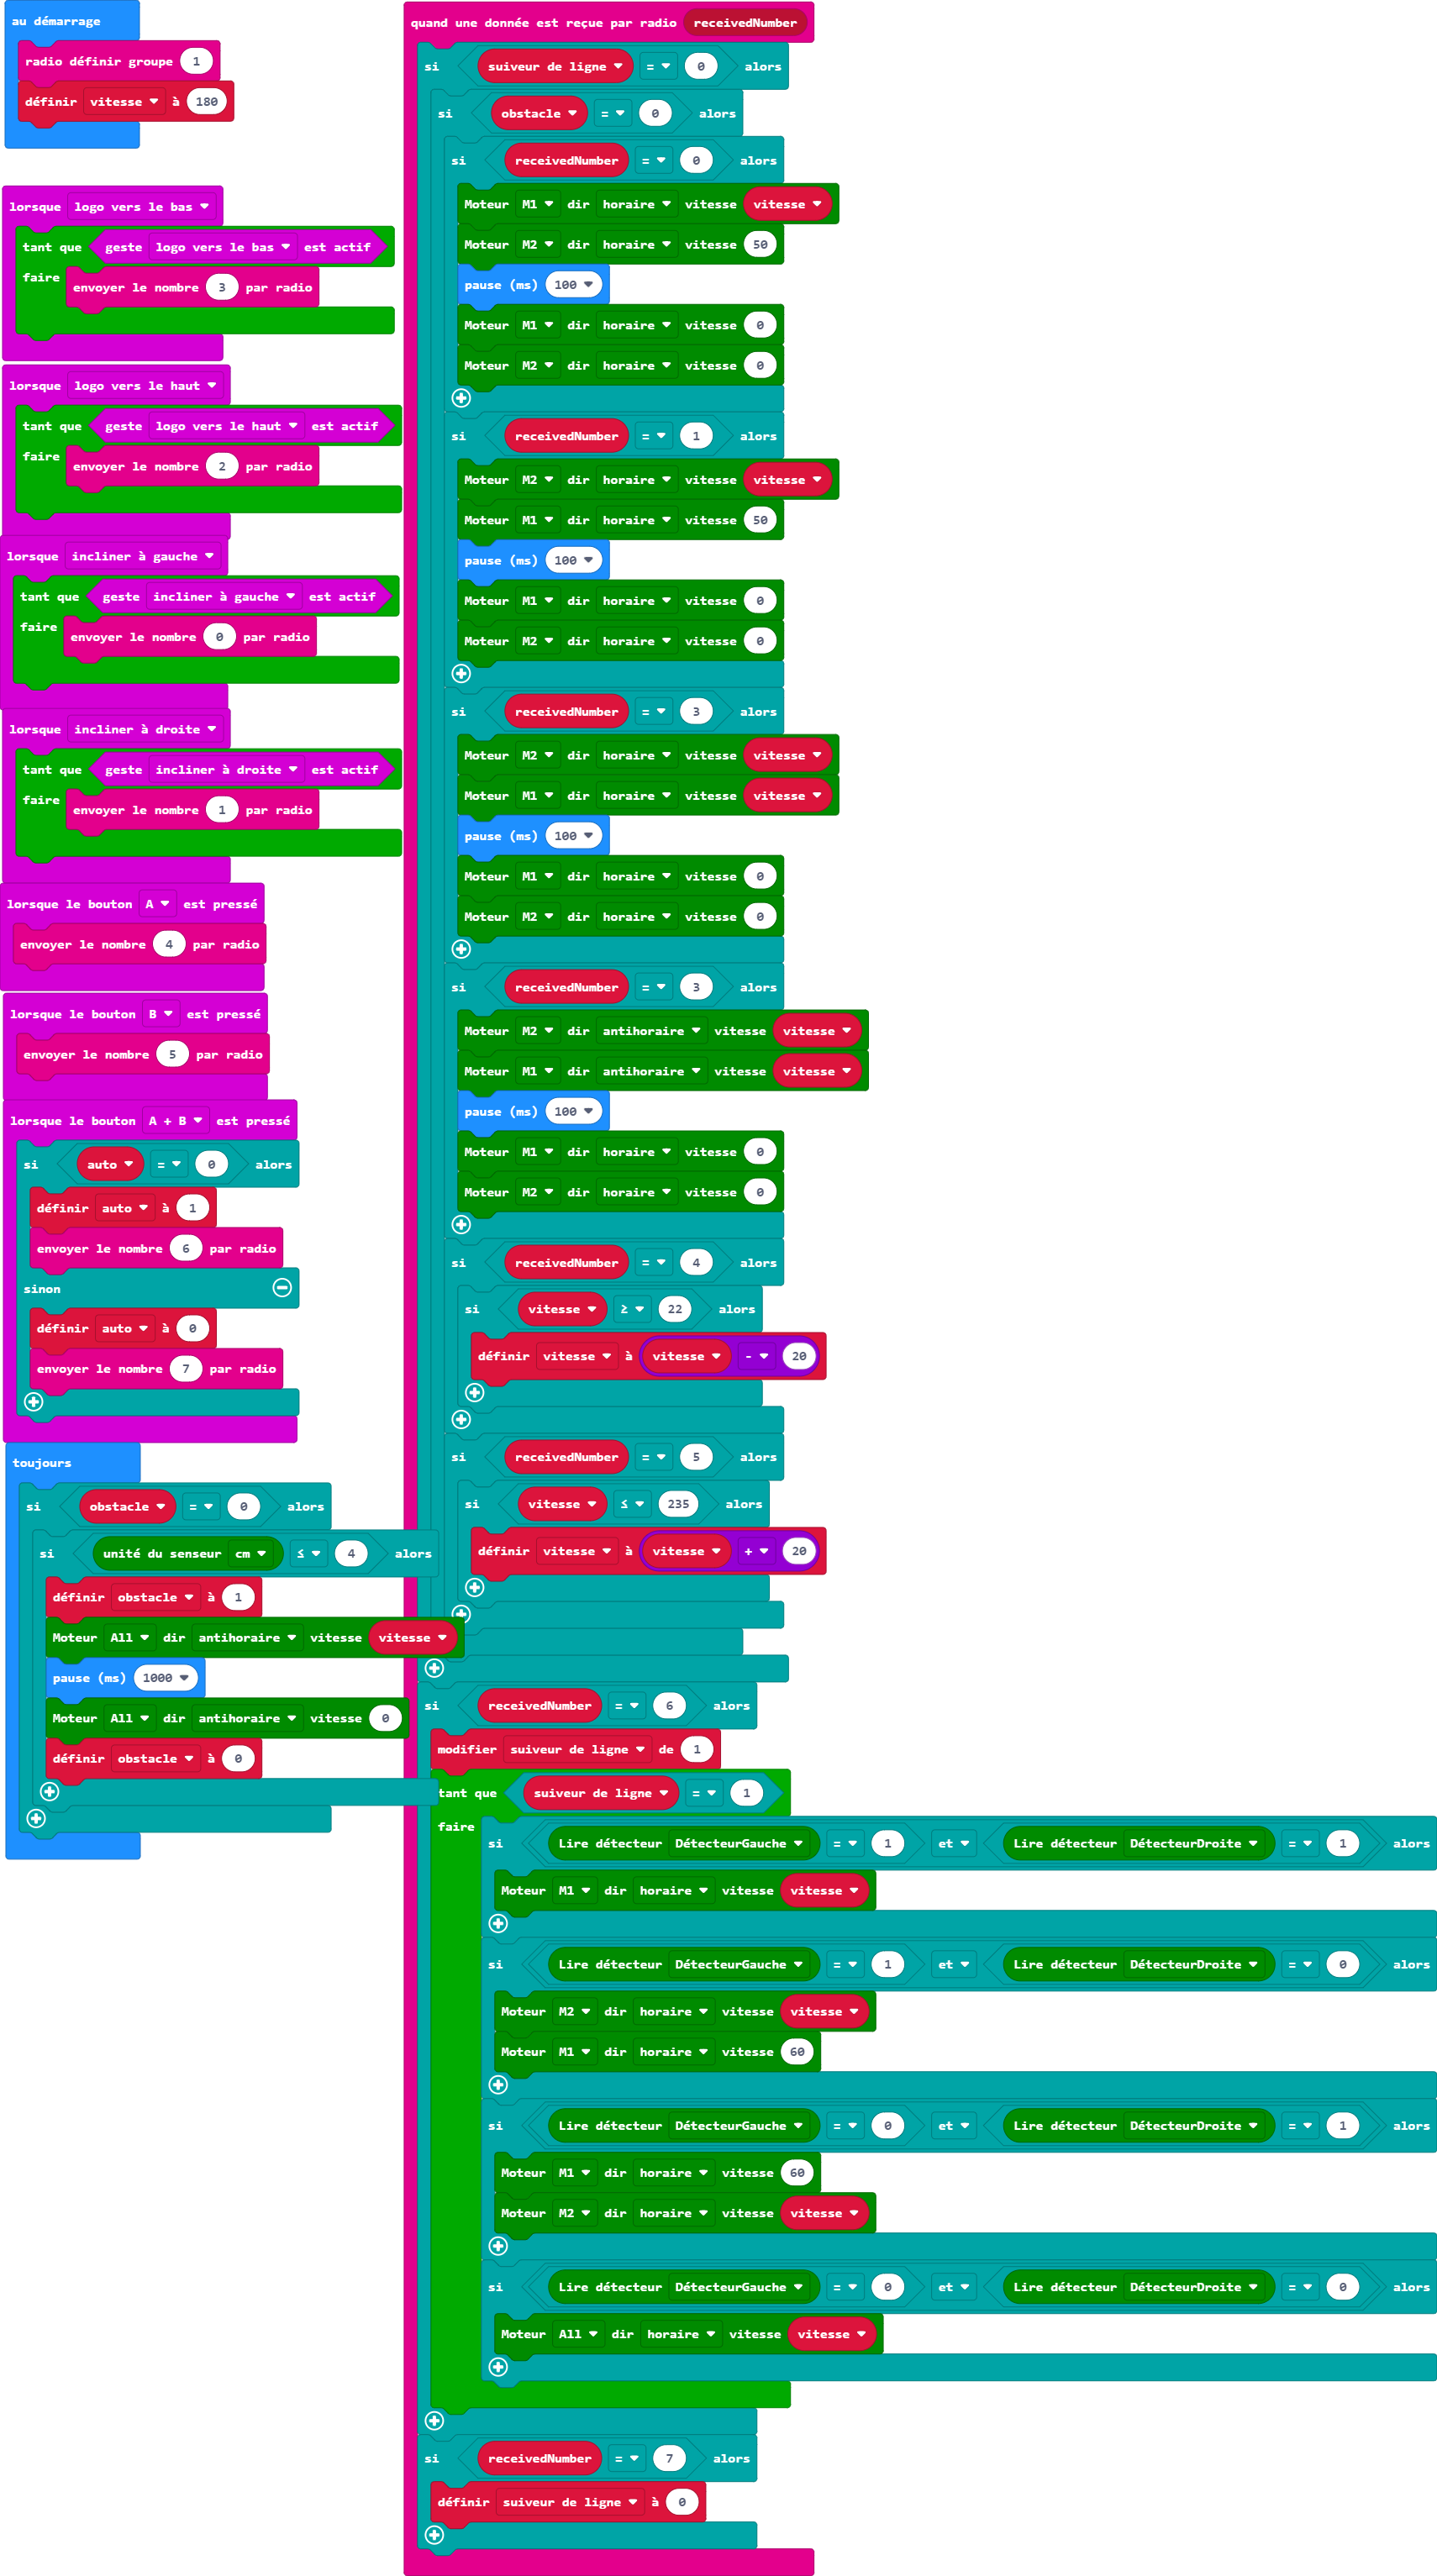 au démarrage
radio définir groupe 1
définir vitesse à 180
lorsque logo vers le bas
tant que geste logo vers le bas est actif
faire envoyer le nombre 3 par radio
lorsque logo vers le haut
tant que geste logo vers le haut est actif
faire envoyer le nombre 2 par radio
lorsque incliner à gauche
tant que geste incliner à gauche est actif
faire envoyer le nombre 0 par radio
lorsque incliner à droite
tant que geste incliner à droite est actif
faire envoyer le nombre 1 par radio
lorsque le bouton A est pressé
envoyer le nombre 4 par radio
lorsque le bouton B est pressé
envoyer le nombre 5 par radio
lorsque le bouton A + B est pressé
si auto = 0 alors
définir auto à 1
envoyer le nombre 6 par radio
sinon
définir auto à 0
envoyer le nombre 7 par radio
toujours
si obstacle = 0 alors
si unité du senseur cm ≤ 4 alors
définir obstacle à 1
Moteur All dir antihoraire vitesse vitesse
pause (ms) 1000
Moteur All dir antihoraire vitesse 0
définir obstacle à 0
quand une donnée est reçue par radio receivedNumber
si suiveur de ligne = 0 alors
si obstacle = 0 alors
si receivedNumber = 0 alors
Moteur M1 dir horaire vitesse vitesse
Moteur M2 dir horaire vitesse 50
pause (ms) 100
Moteur M1 dir horaire vitesse 0
Moteur M2 dir horaire vitesse 0
si receivedNumber = 1 alors
Moteur M2 dir horaire vitesse vitesse
Moteur M1 dir horaire vitesse 50
pause (ms) 100
Moteur M1 dir horaire vitesse 0
Moteur M2 dir horaire vitesse 0
si receivedNumber = 3 alors
Moteur M2 dir horaire vitesse vitesse
Moteur M1 dir horaire vitesse vitesse
pause (ms) 100
Moteur M1 dir horaire vitesse 0
Moteur M2 dir horaire vitesse 0
si receivedNumber = 3 alors
Moteur M2 dir antihoraire vitesse vitesse
Moteur M1 dir antihoraire vitesse vitesse
pause (ms) 100
Moteur M1 dir horaire vitesse 0
Moteur M2 dir horaire vitesse 0
si receivedNumber = 4 alors
si vitesse ≥ 22 alors
définir vitesse à vitesse - 20
si receivedNumber = 5 alors
si vitesse ≤ 235 alors
définir vitesse à vitesse + 20
si receivedNumber = 6 alors
modifier suiveur de ligne de 1
tant que suiveur de ligne = 1
faire si Lire détecteur DétecteurGauche = 1 et Lire détecteur DétecteurDroite = 1 alors
Moteur M1 dir horaire vitesse vitesse
si Lire détecteur DétecteurGauche = 1 et Lire détecteur DétecteurDroite = 0 alors
Moteur M2 dir horaire vitesse vitesse
Moteur M1 dir horaire vitesse 60
si Lire détecteur DétecteurGauche = 0 et Lire détecteur DétecteurDroite = 1 alors
Moteur M1 dir horaire vitesse 60
Moteur M2 dir horaire vitesse vitesse
si Lire détecteur DétecteurGauche = 0 et Lire détecteur DétecteurDroite = 0 alors
Moteur All dir horaire vitesse vitesse
si receivedNumber = 7 alors
définir suiveur de ligne à 0